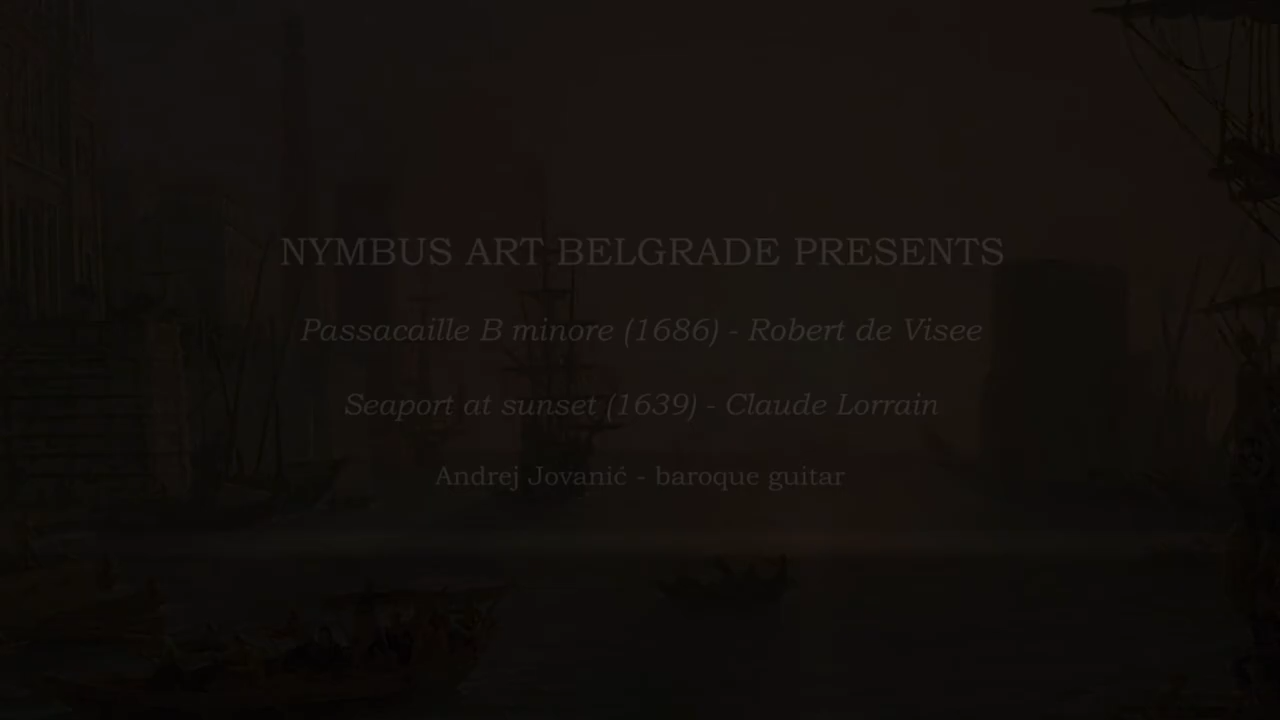 NYMBUS ART BELGRADE PRESENTS
Passacaille B minore (1686) - Robert de Visee
Seaport at sunset (1639) - Claude Lorrain
Andrej Jovanić - baroque guitar